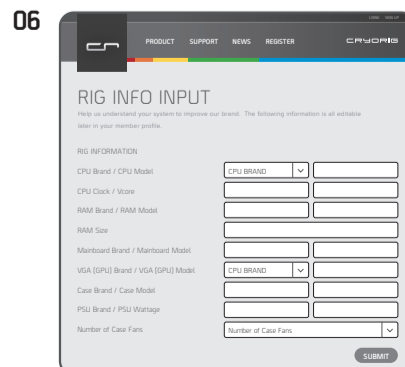 06
LOGIN SIGN UP
PRODUCT SUPPORT NEWS REGISTER CRYORIG
RIG INFO INPUT
Help us understand your system to improve our brand. The following information is all editable
later in your member profile.
RIG INFORMATION
CPU Brand / CPU Model CPU BRAND
CPU Clock / Vcore
RAM Brand / RAM Model
RAM Size
Mainboard Brand / Mainboard Model
VGA (GPU) Brand / VGA (GPU) Model CPU BRAND
Case Brand / Case Model
PSU Brand / PSU Wattage
Number of Case Fans Number of Case Fans
SUBMIT